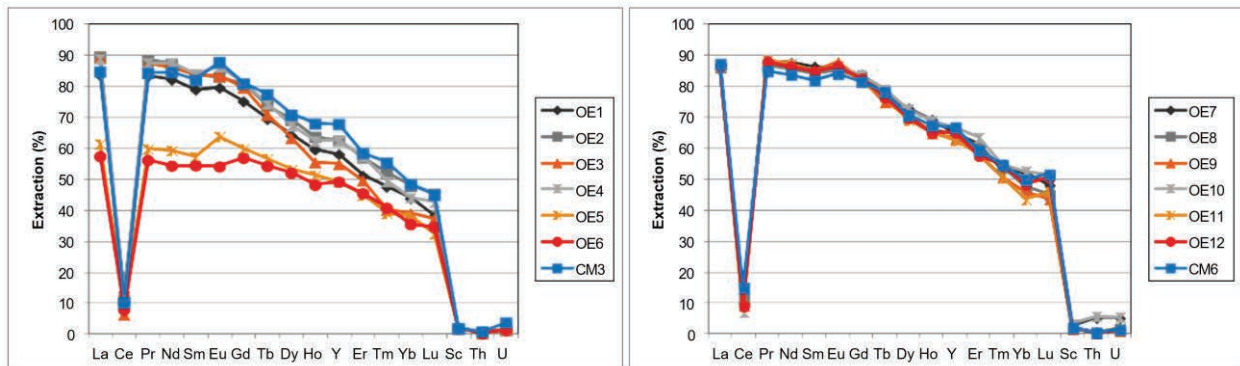 100
90
80
70
60
50
40
30
20
10
0
Extraction (%)
La Ce Pr Nd Sm Eu Gd Tb Dy Ho Y Er Tm Yb Lu Sc Th U
OE1
OE2
OE3
OE4
OE5
OE6
CM3
100
90
80
70
60
50
40
30
20
10
0
Extraction (%)
La Ce Pr Nd Sm Eu Gd Tb Dy Ho Y Er Tm Yb Lu Sc Th U
OE7
OE8
OE9
OE10
OE11
OE12
CM6